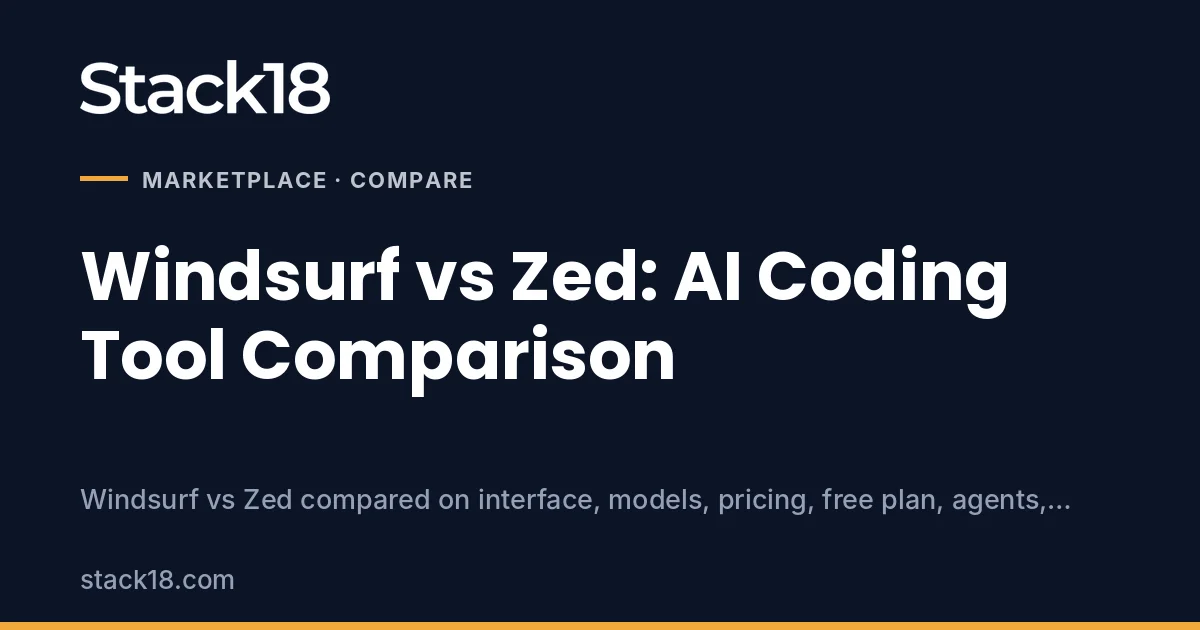 Stack18
MARKETPLACE · COMPARE
Windsurf vs Zed: AI Coding
Tool Comparison
Windsurf vs Zed compared on interface, models, pricing, free plan, agents,...
stack18.com